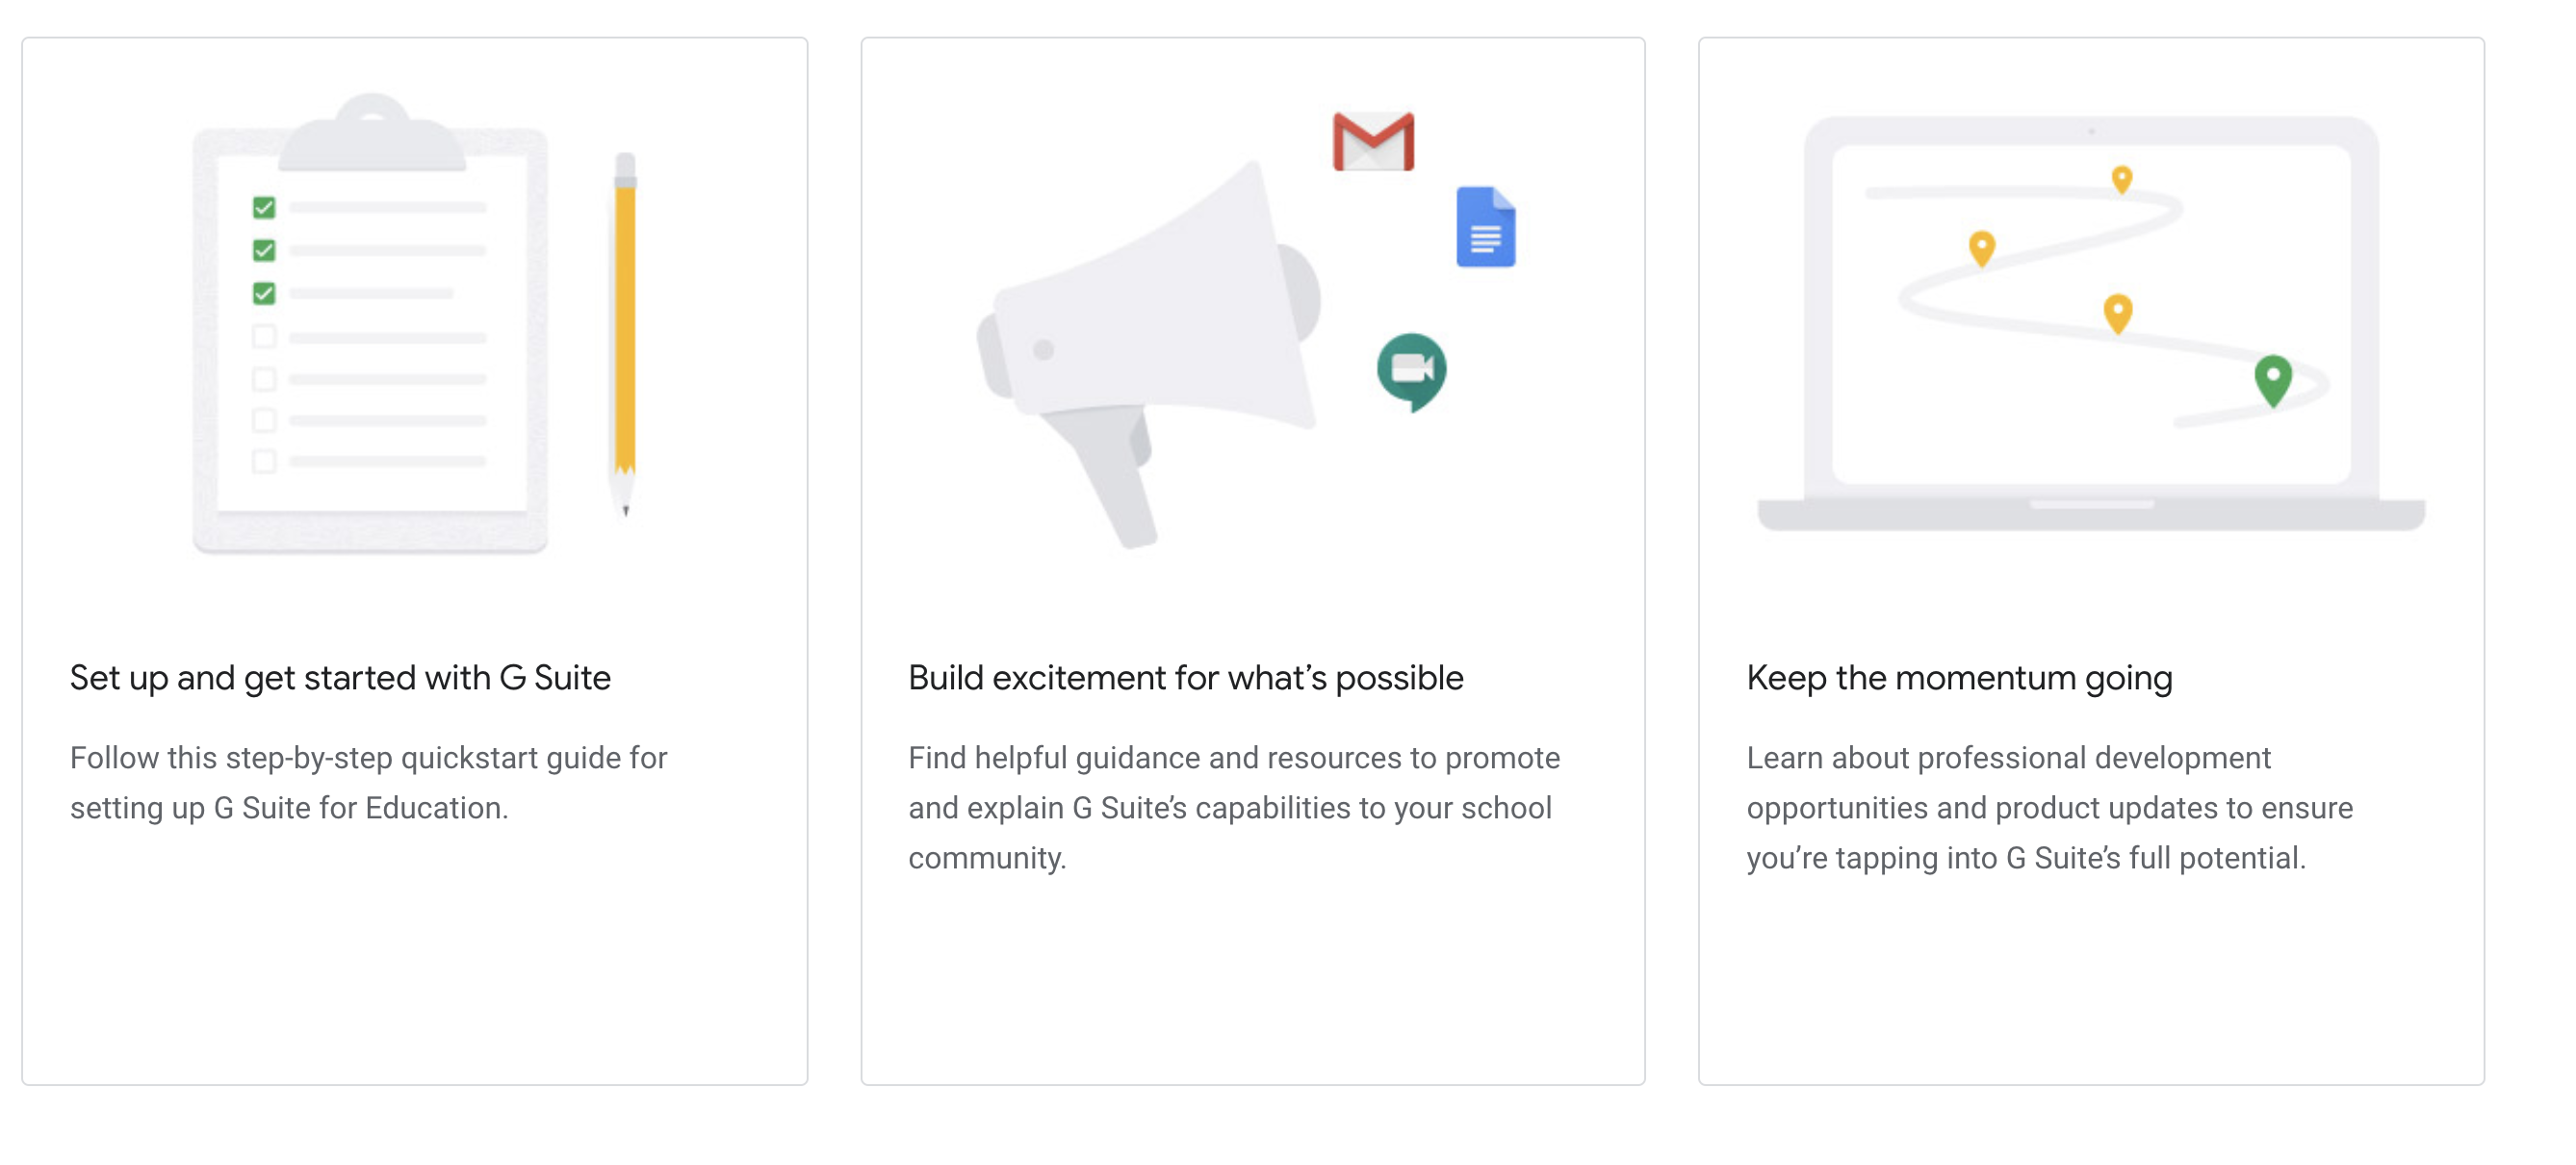 Set up and get started with G Suite
Follow this step-by-step quickstart guide for
setting up G Suite for Education.
Build excitement for what’s possible
Find helpful guidance and resources to promote
and explain G Suite’s capabilities to your school
community.
Keep the momentum going
Learn about professional development
opportunities and product updates to ensure
you’re tapping into G Suite’s full potential.